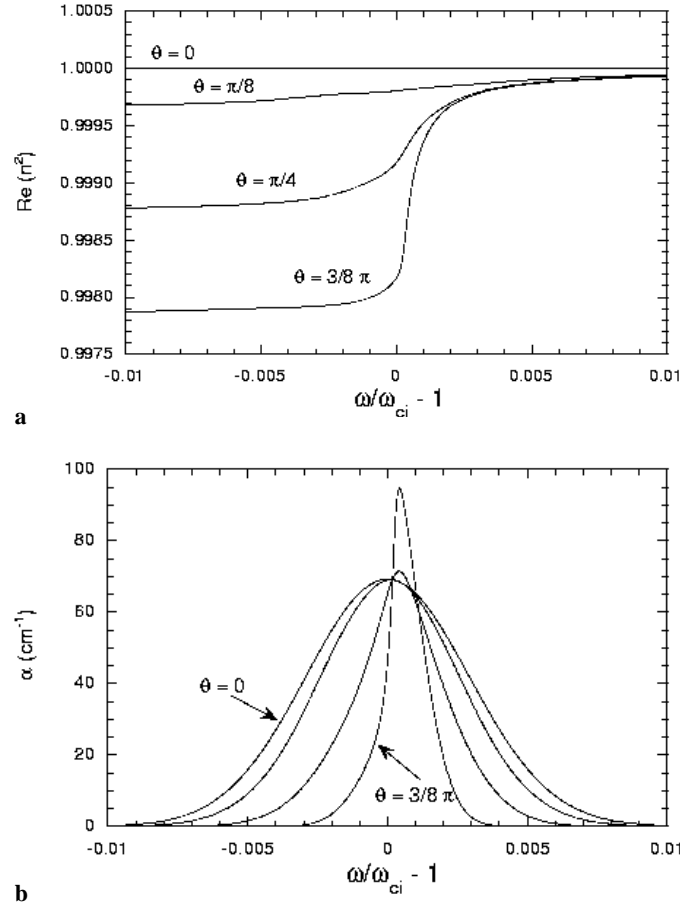 1.0005
θ = 0
1.0000
θ = π/8
0.9995
Re (n²)
0.9990
θ = π/4
0.9985
θ = 3/8 π
0.9980
0.9975
-0.01 -0.005 0 0.005 0.01
ω/ω_ci - 1
a
100
80
60
α (cm⁻¹)
40
θ = 0
20
θ = 3/8 π
0
-0.01 -0.005 0 0.005 0.01
ω/ω_ci - 1
b